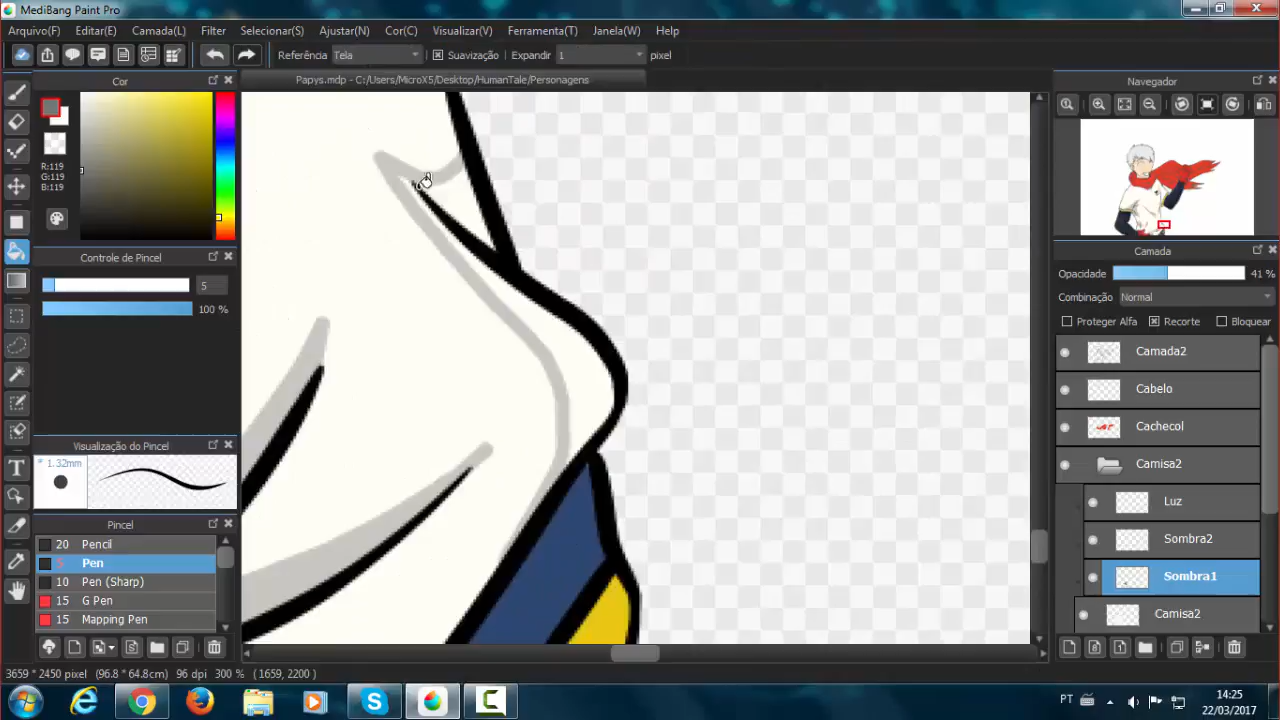 MediBang Paint Pro
Arquivo(F) Editar(E) Camada(L) Filter Selecionar(S) Ajustar(N) Cor(C) Visualizar(V) Ferramenta(T) Janela(W) Help
Referência Tela Suavização Expandir 1 pixel
Papys.mdp - C:/Users/MicroX5/Desktop/HumanTale/Personagens
Cor
R:119
G:119
B:119
Controle de Pincel
5
100 %
Visualização do Pincel
* 1.32mm
Pincel
20 Pencil
5 Pen
10 Pen (Sharp)
15 G Pen
15 Mapping Pen
3659 * 2450 pixel (96.8 * 64.8cm) 96 dpi 300 % ( 1659, 2200 )
Navegador
Camada
Opacidade 41 %
Combinação Normal
Proteger Alfa Recorte Bloquear
Camada2
Cabelo
Cachecol
Camisa2
Luz
Sombra2
Sombra1
Camisa2
PT 14:25
22/03/2017